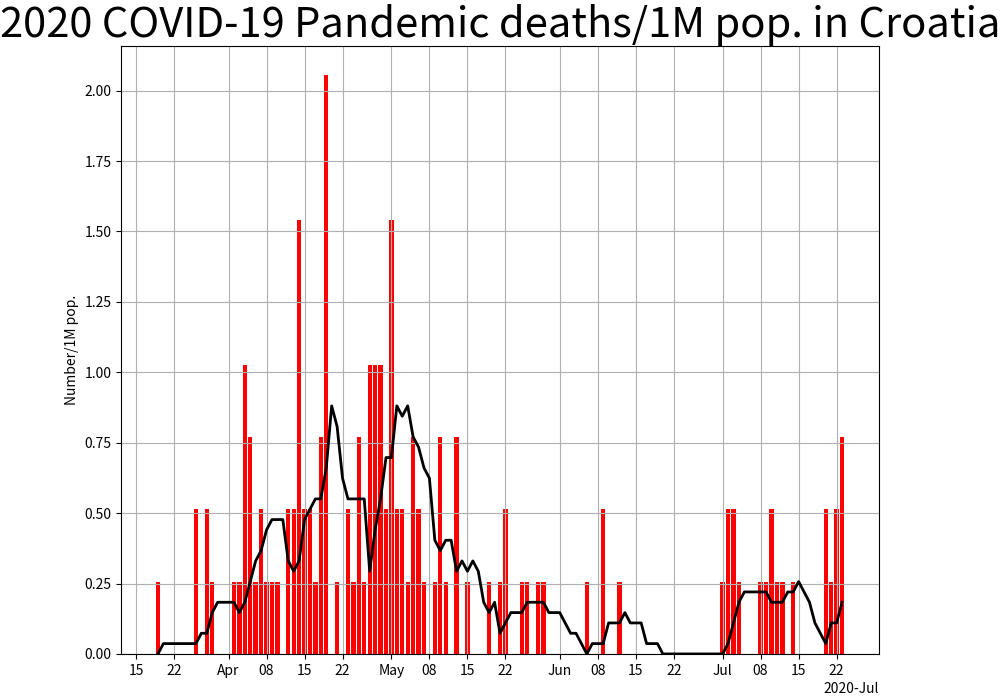 2020 COVID-19 Pandemic deaths/1M pop. in Croatia
Number/1M pop.
2.00
1.75
1.50
1.25
1.00
0.75
0.50
0.25
0.00
15 22 Apr 08 15 22 May 08 15 22 Jun 08 15 22 Jul 08 15 22
2020-Jul